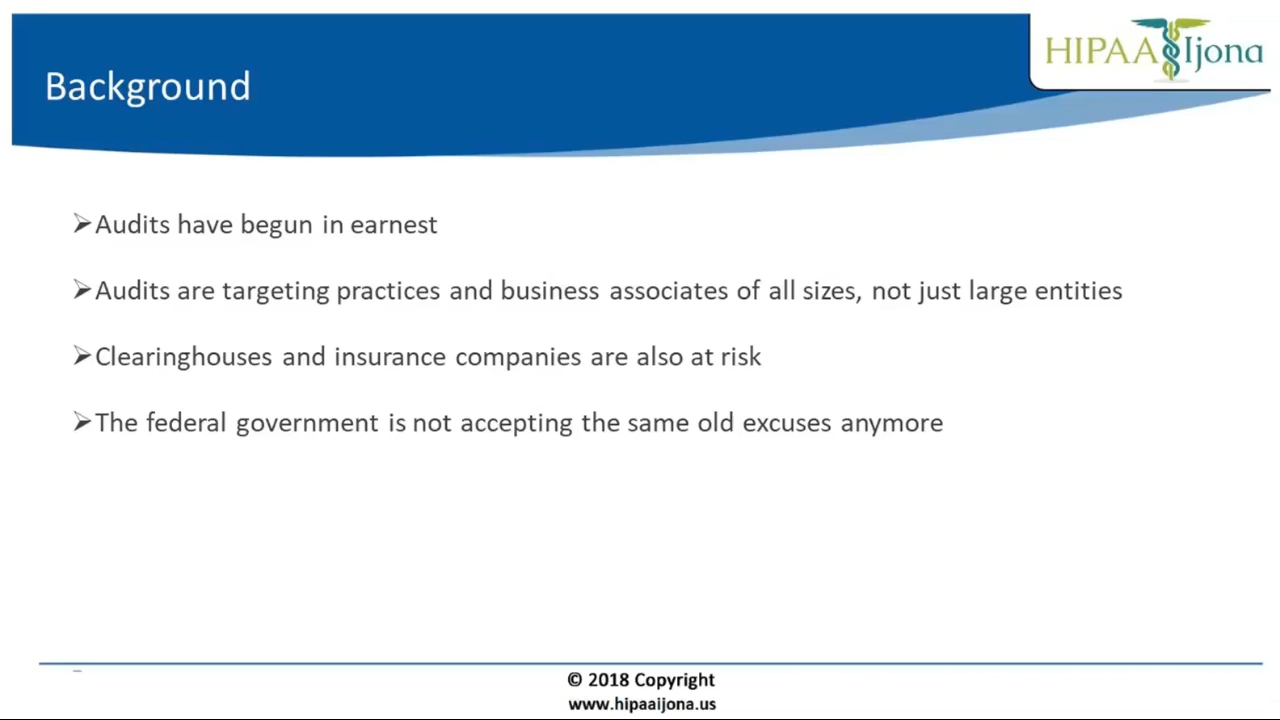 HIPAA Ijona
Background
➢Audits have begun in earnest
➢Audits are targeting practices and business associates of all sizes, not just large entities
➢Clearinghouses and insurance companies are also at risk
➢The federal government is not accepting the same old excuses anymore
© 2018 Copyright
www.hipaaijona.us